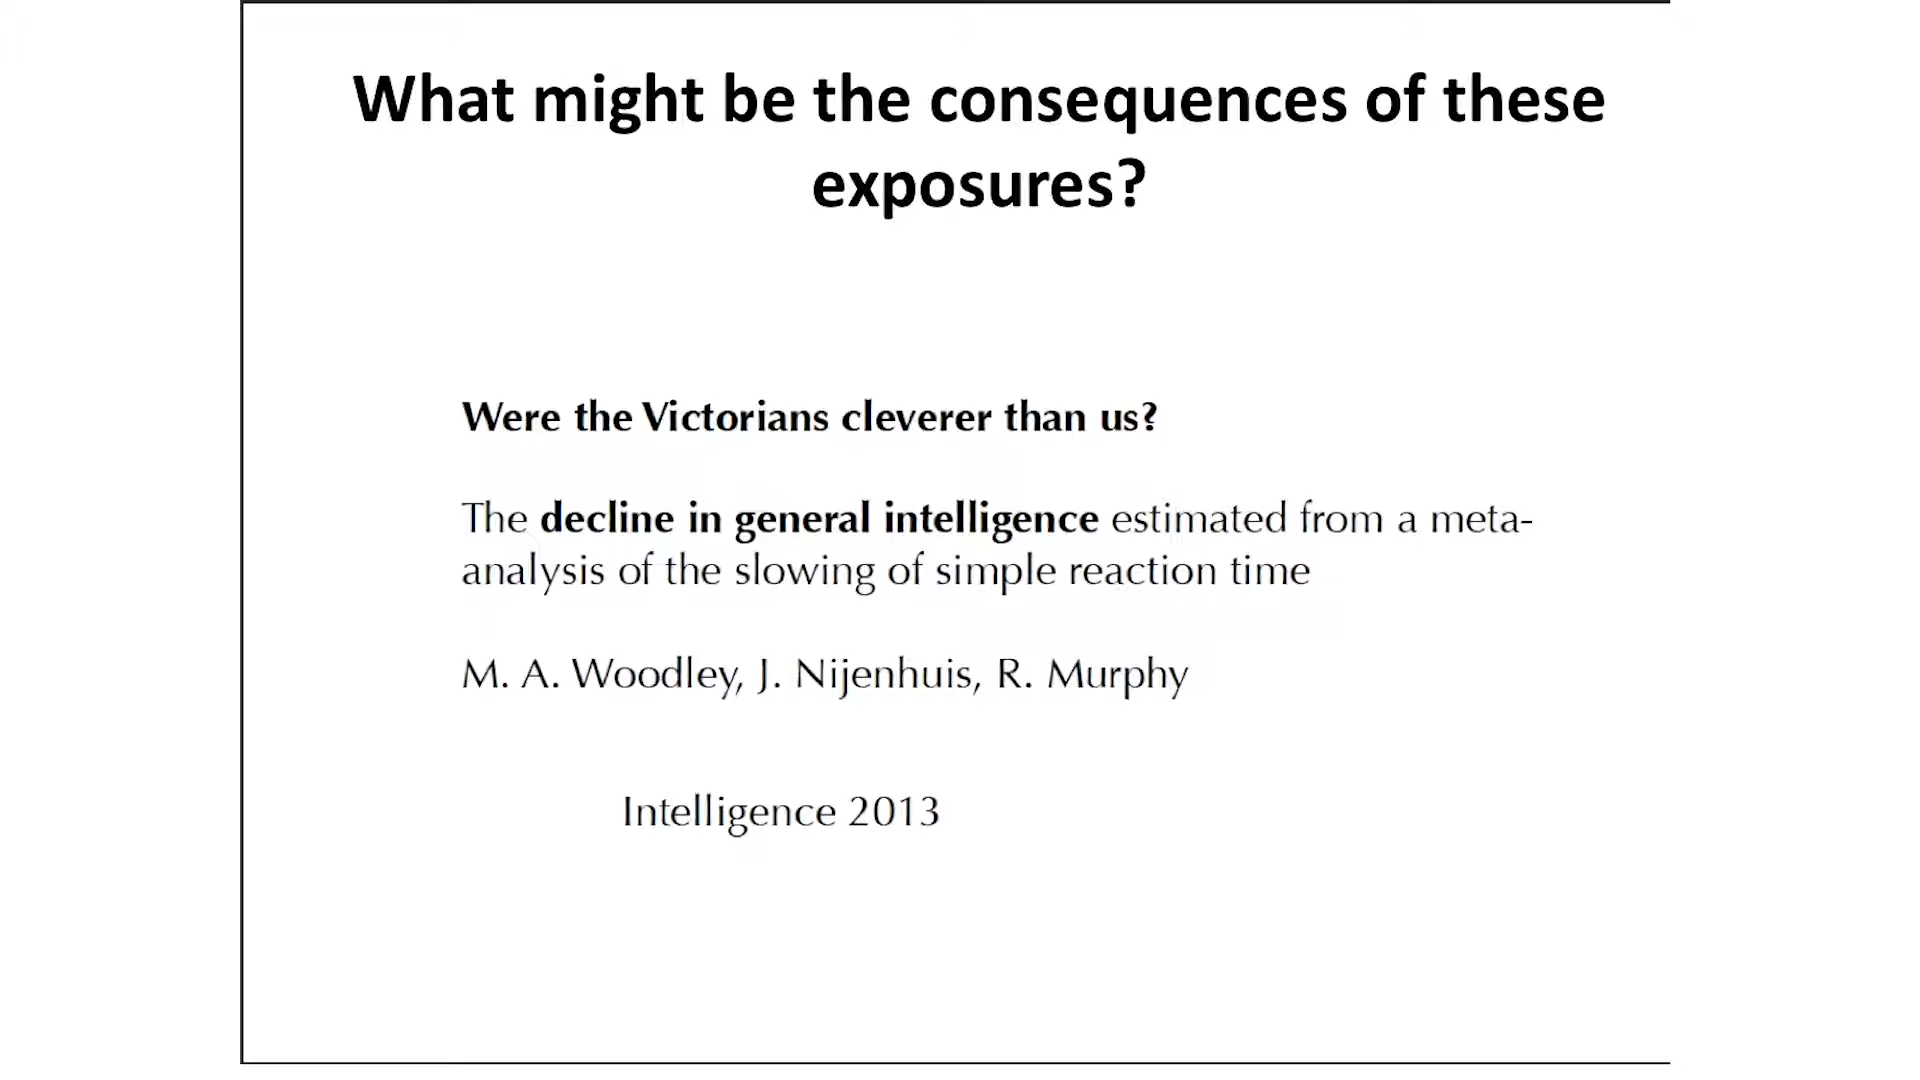 What might be the consequences of these
exposures?
Were the Victorians cleverer than us?
The decline in general intelligence estimated from a meta-
analysis of the slowing of simple reaction time
M. A. Woodley, J. Nijenhuis, R. Murphy
Intelligence 2013